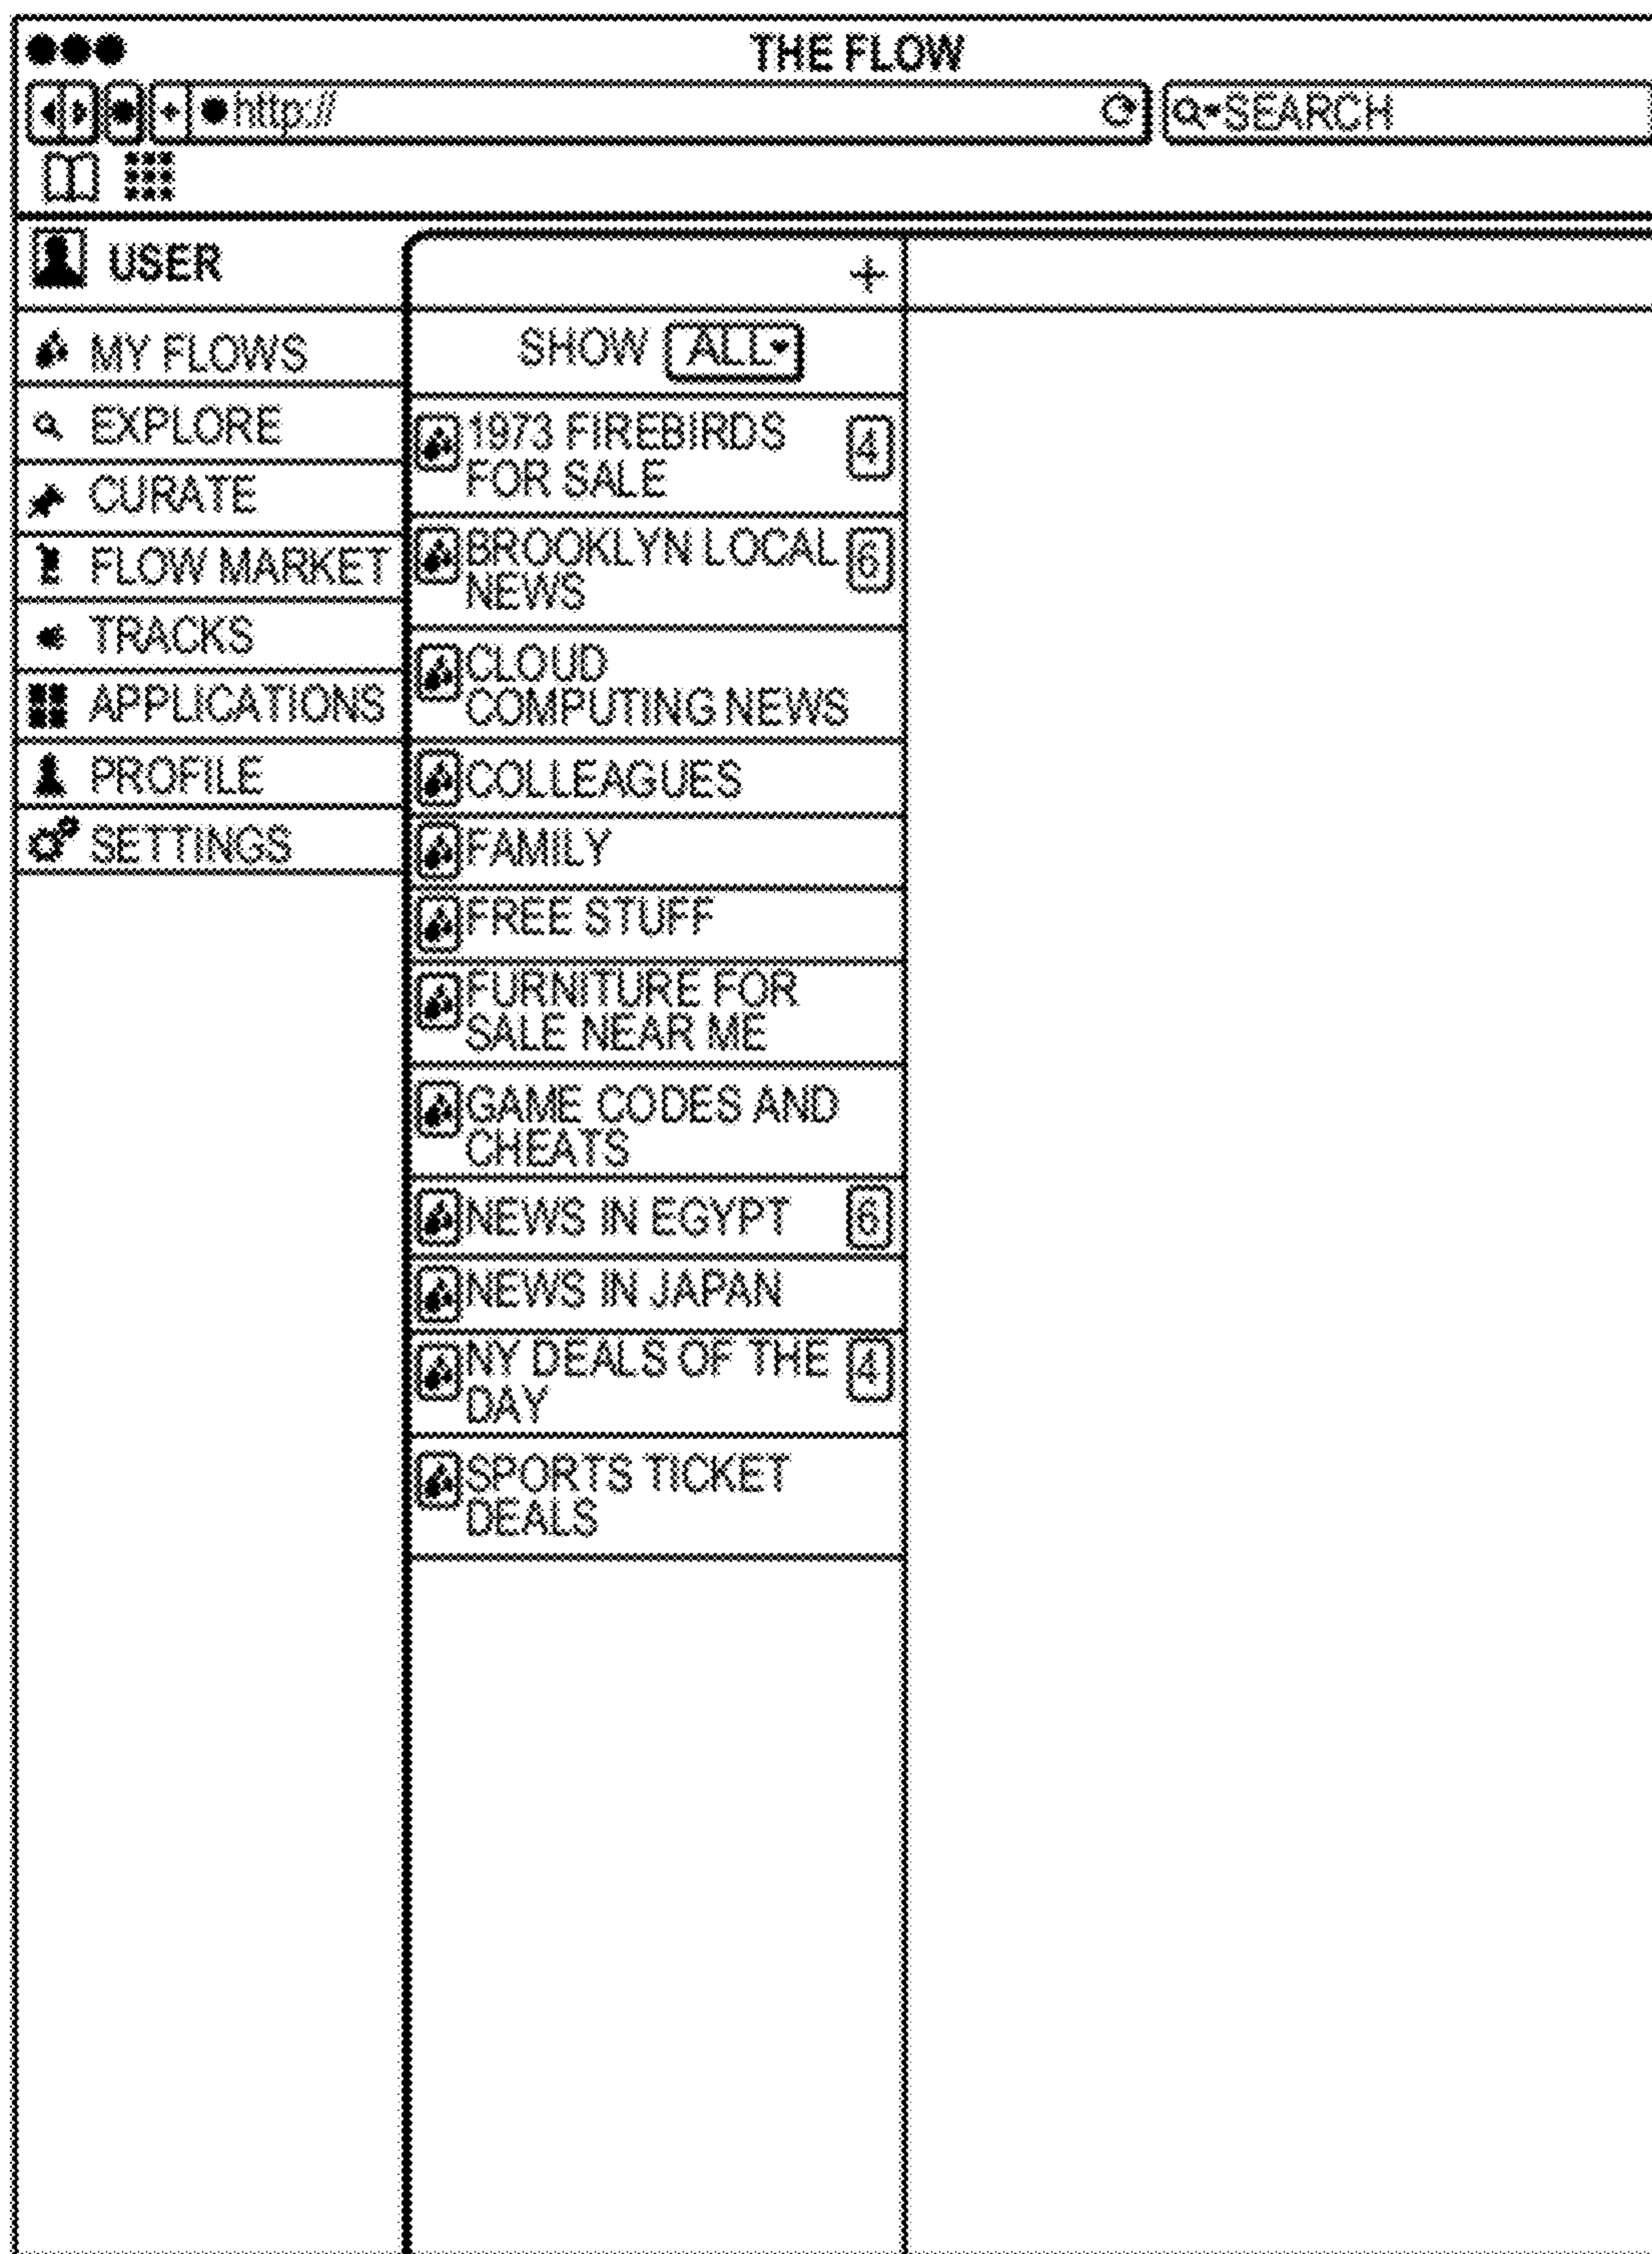 THE FLOW
http://
SEARCH
USER
MY FLOWS
EXPLORE
CURATE
FLOW MARKET
TRACKS
APPLICATIONS
PROFILE
SETTINGS
SHOW ALL
1973 FIREBIRDS 4
FOR SALE
BROOKLYN LOCAL 6
NEWS
CLOUD
COMPUTING NEWS
COLLEAGUES
FAMILY
FREE STUFF
FURNITURE FOR
SALE NEAR ME
GAME CODES AND
CHEATS
NEWS IN EGYPT 6
NEWS IN JAPAN
NY DEALS OF THE 4
DAY
SPORTS TICKET
DEALS